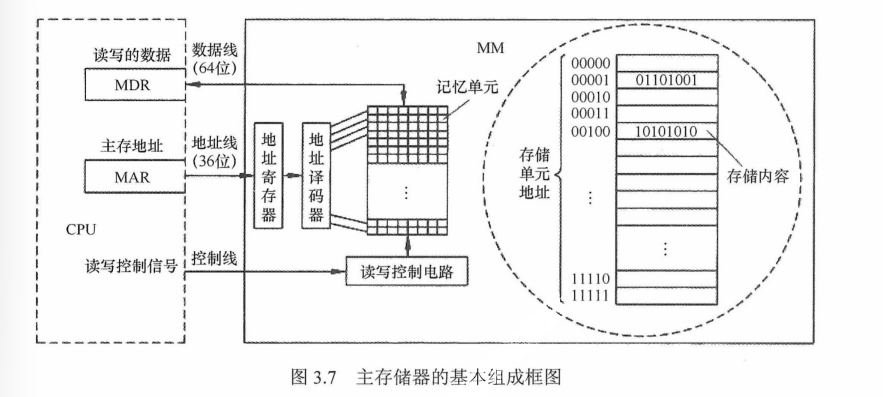 读写的数据
MDR
数据线
(64位)
主存地址
MAR
地址线
(36位)
CPU
读写控制信号
控制线
MM
地址寄存器
地址译码器
记忆单元
⋮
读写控制电路
存储
单元
地址
⋮
00000
00001
01101001
00010
00011
00100
10101010
存储内容
⋮
11110
11111
图 3.7 主存储器的基本组成框图